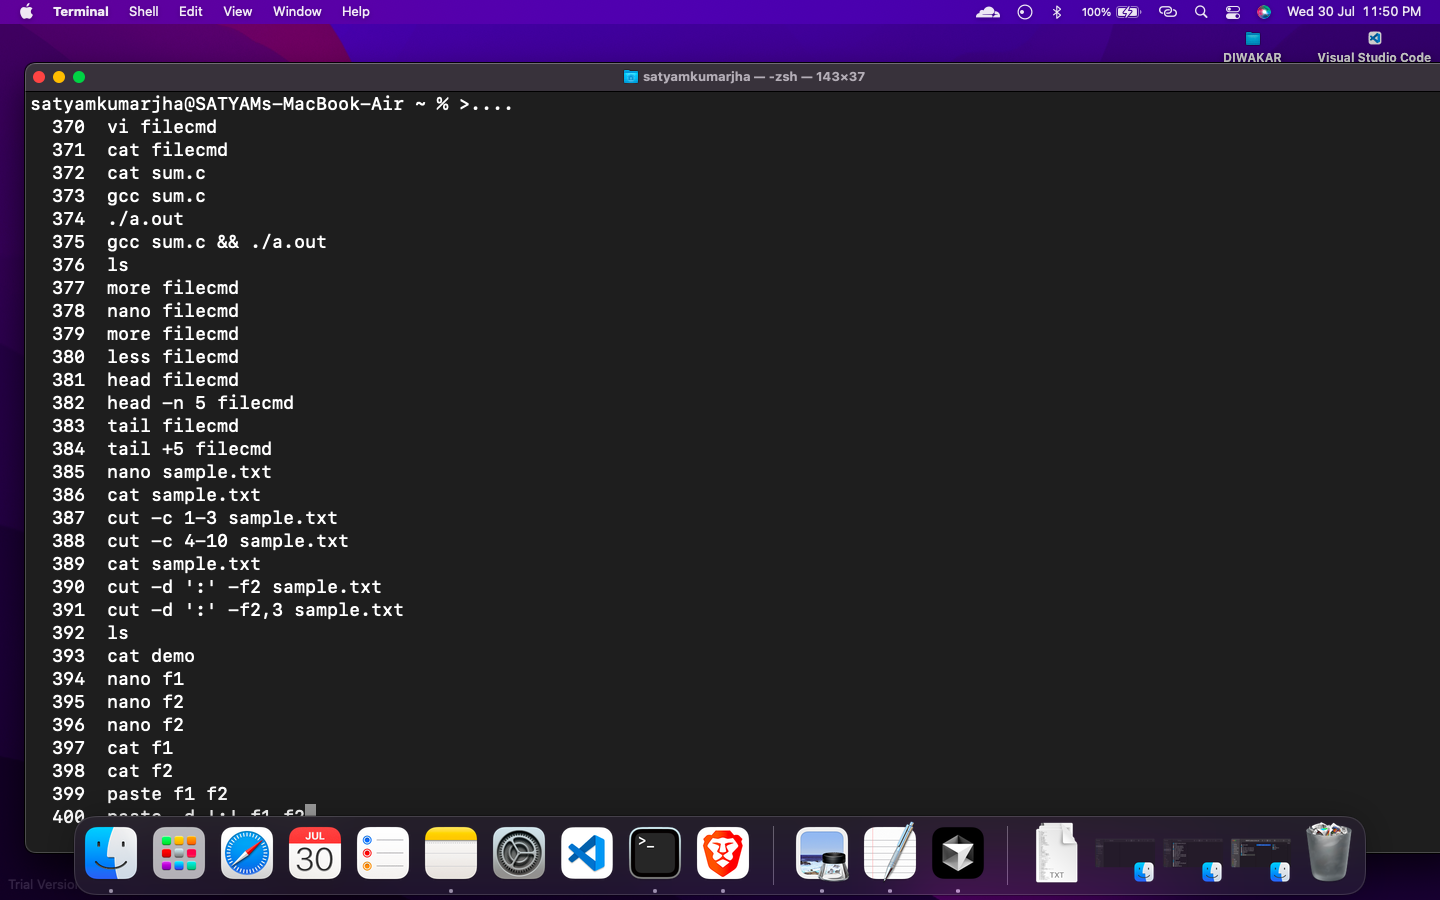 Terminal Shell Edit View Window Help 100% Wed 30 Jul 11:50 PM
DIWAKAR Visual Studio Code
satyamkumarjha — -zsh — 143×37
satyamkumarjha@SATYAMs-MacBook-Air ~ % >....
370 vi filecmd
371 cat filecmd
372 cat sum.c
373 gcc sum.c
374 ./a.out
375 gcc sum.c && ./a.out
376 ls
377 more filecmd
378 nano filecmd
379 more filecmd
380 less filecmd
381 head filecmd
382 head -n 5 filecmd
383 tail filecmd
384 tail +5 filecmd
385 nano sample.txt
386 cat sample.txt
387 cut -c 1-3 sample.txt
388 cut -c 4-10 sample.txt
389 cat sample.txt
390 cut -d ':' -f2 sample.txt
391 cut -d ':' -f2,3 sample.txt
392 ls
393 cat demo
394 nano f1
395 nano f2
396 nano f2
397 cat f1
398 cat f2
399 paste f1 f2
400 paste -d ':' f1 f2
JUL
30
>_
TXT
Trial Version